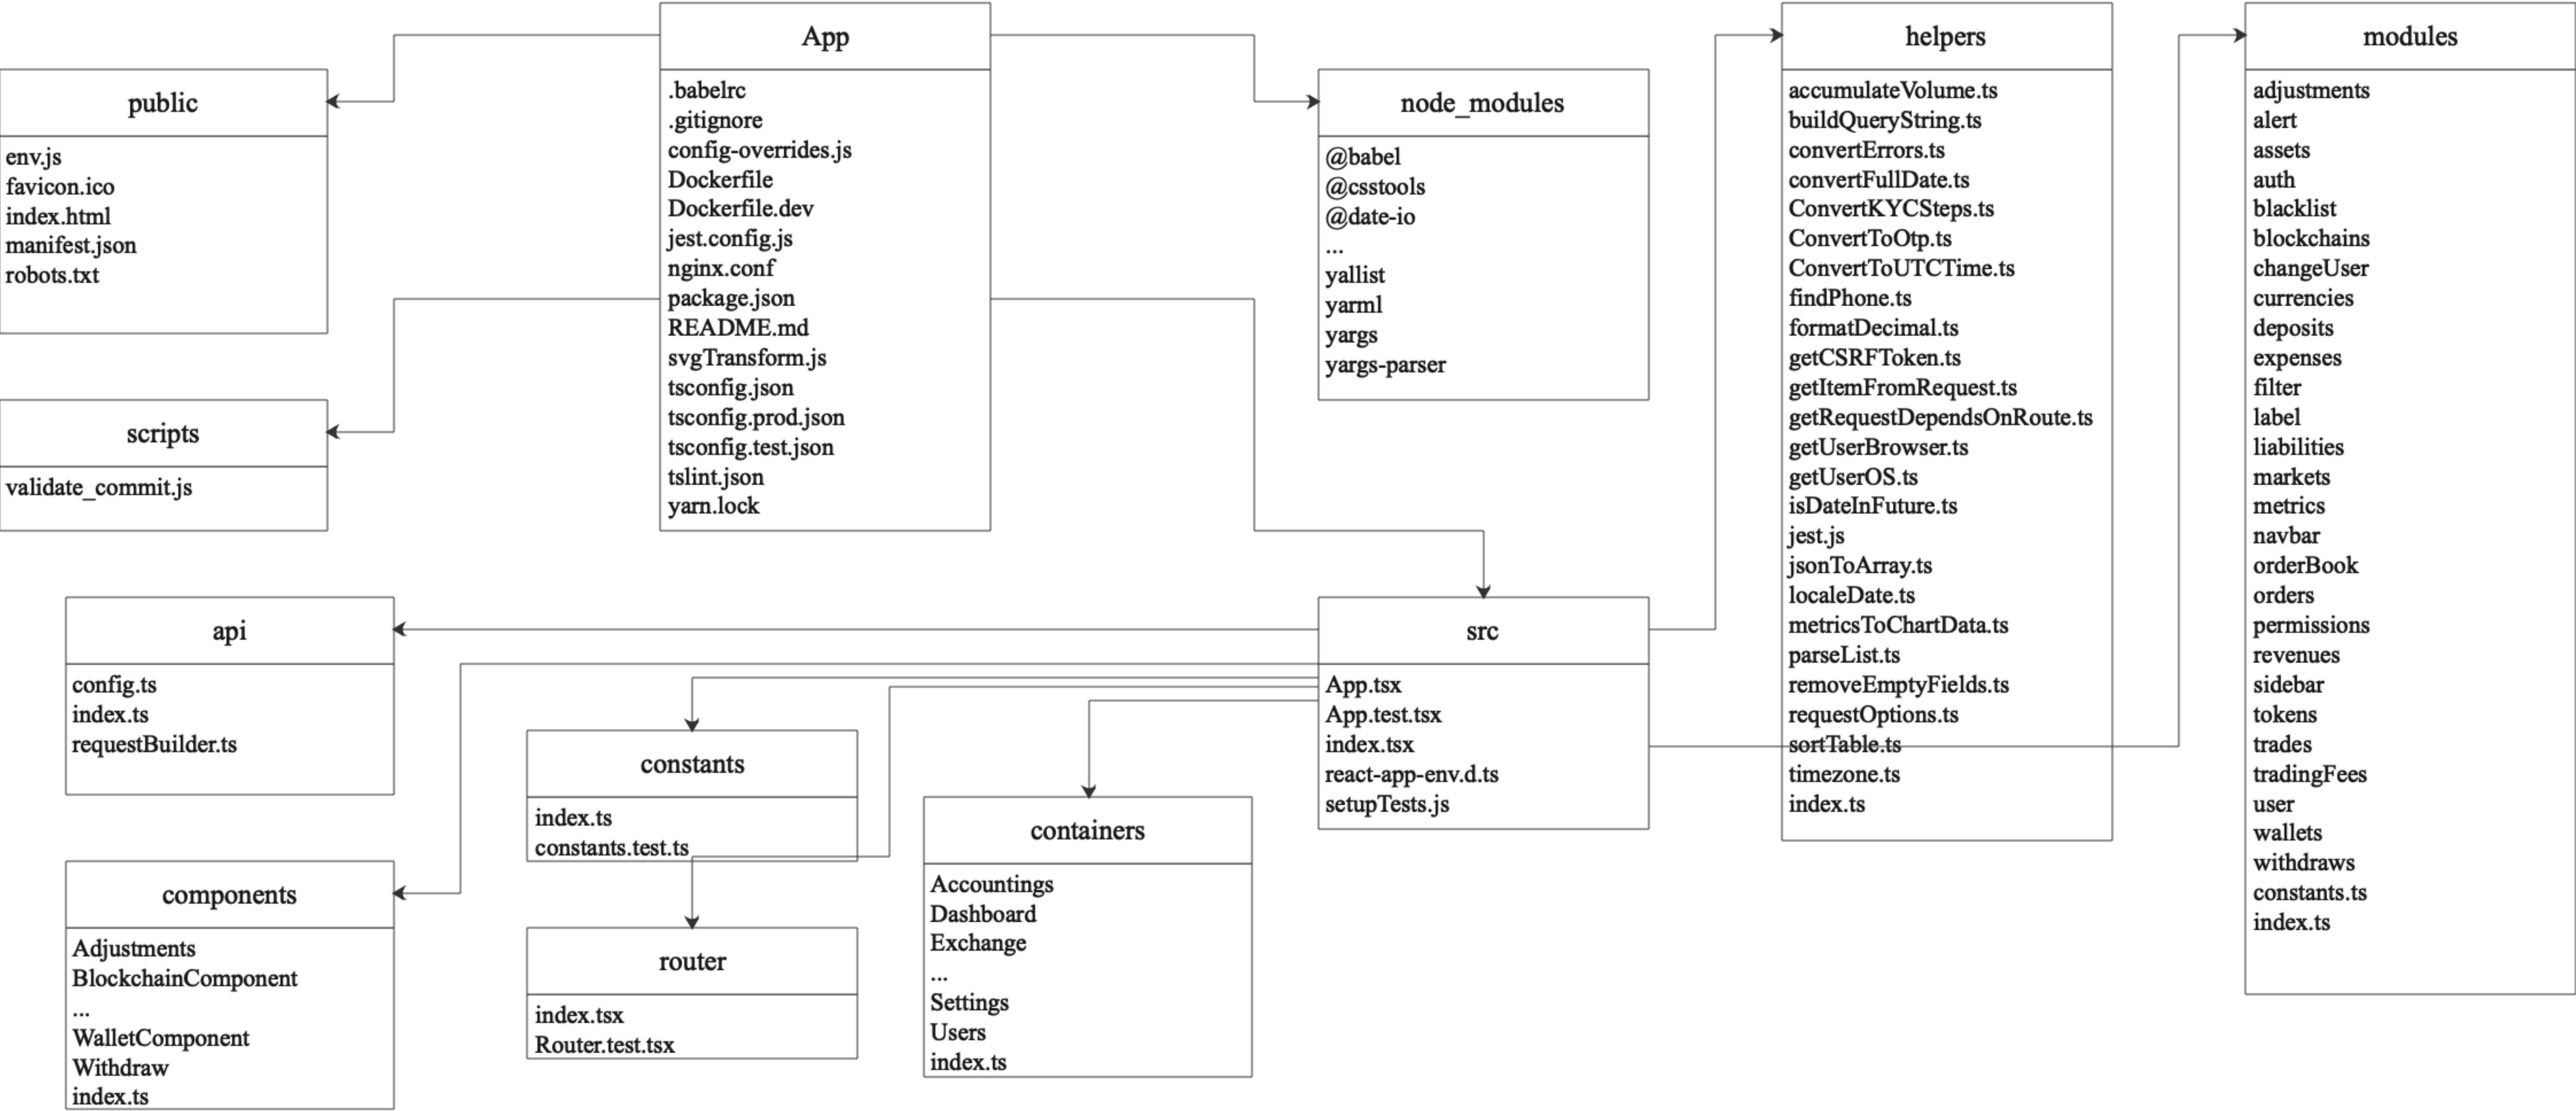 App
.babelrc
.gitignore
config-overrides.js
Dockerfile
Dockerfile.dev
jest.config.js
nginx.conf
package.json
README.md
svgTransform.js
tsconfig.json
tsconfig.prod.json
tsconfig.test.json
tslint.json
yarn.lock
public
env.js
favicon.ico
index.html
manifest.json
robots.txt
scripts
validate_commit.js
node_modules
@babel
@csstools
@date-io
...
yallist
yarml
yargs
yargs-parser
src
App.tsx
App.test.tsx
index.tsx
react-app-env.d.ts
setupTests.js
api
config.ts
index.ts
requestBuilder.ts
components
Adjustments
BlockchainComponent
...
WalletComponent
Withdraw
index.ts
constants
index.ts
constants.test.ts
router
index.tsx
Router.test.tsx
containers
Accountings
Dashboard
Exchange
...
Settings
Users
index.ts
helpers
accumulateVolume.ts
buildQueryString.ts
convertErrors.ts
convertFullDate.ts
ConvertKYCSteps.ts
ConvertToOtp.ts
ConvertToUTCTime.ts
findPhone.ts
formatDecimal.ts
getCSRFToken.ts
getItemFromRequest.ts
getRequestDependsOnRoute.ts
getUserBrowser.ts
getUserOS.ts
isDateInFuture.ts
jest.js
jsonToArray.ts
localeDate.ts
metricsToChartData.ts
parseList.ts
removeEmptyFields.ts
requestOptions.ts
sortTable.ts
timezone.ts
index.ts
modules
adjustments
alert
assets
auth
blacklist
blockchains
changeUser
currencies
deposits
expenses
filter
label
liabilities
markets
metrics
navbar
orderBook
orders
permissions
revenues
sidebar
tokens
trades
tradingFees
user
wallets
withdraws
constants.ts
index.ts